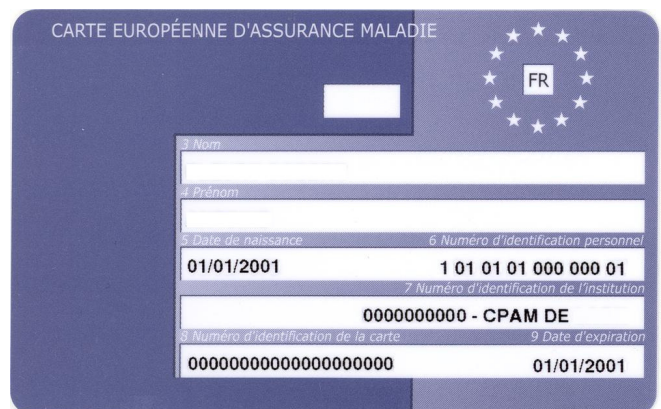 CARTE EUROPÉENNE D'ASSURANCE MALADIE
FR
3 Nom
4 Prénom
5 Date de naissance 6 Numéro d'identification personnel
01/01/2001 1 01 01 01 000 000 01
7 Numéro d'identification de l'institution
0000000000 - CPAM DE
8 Numéro d'identification de la carte 9 Date d'expiration
00000000000000000000 01/01/2001